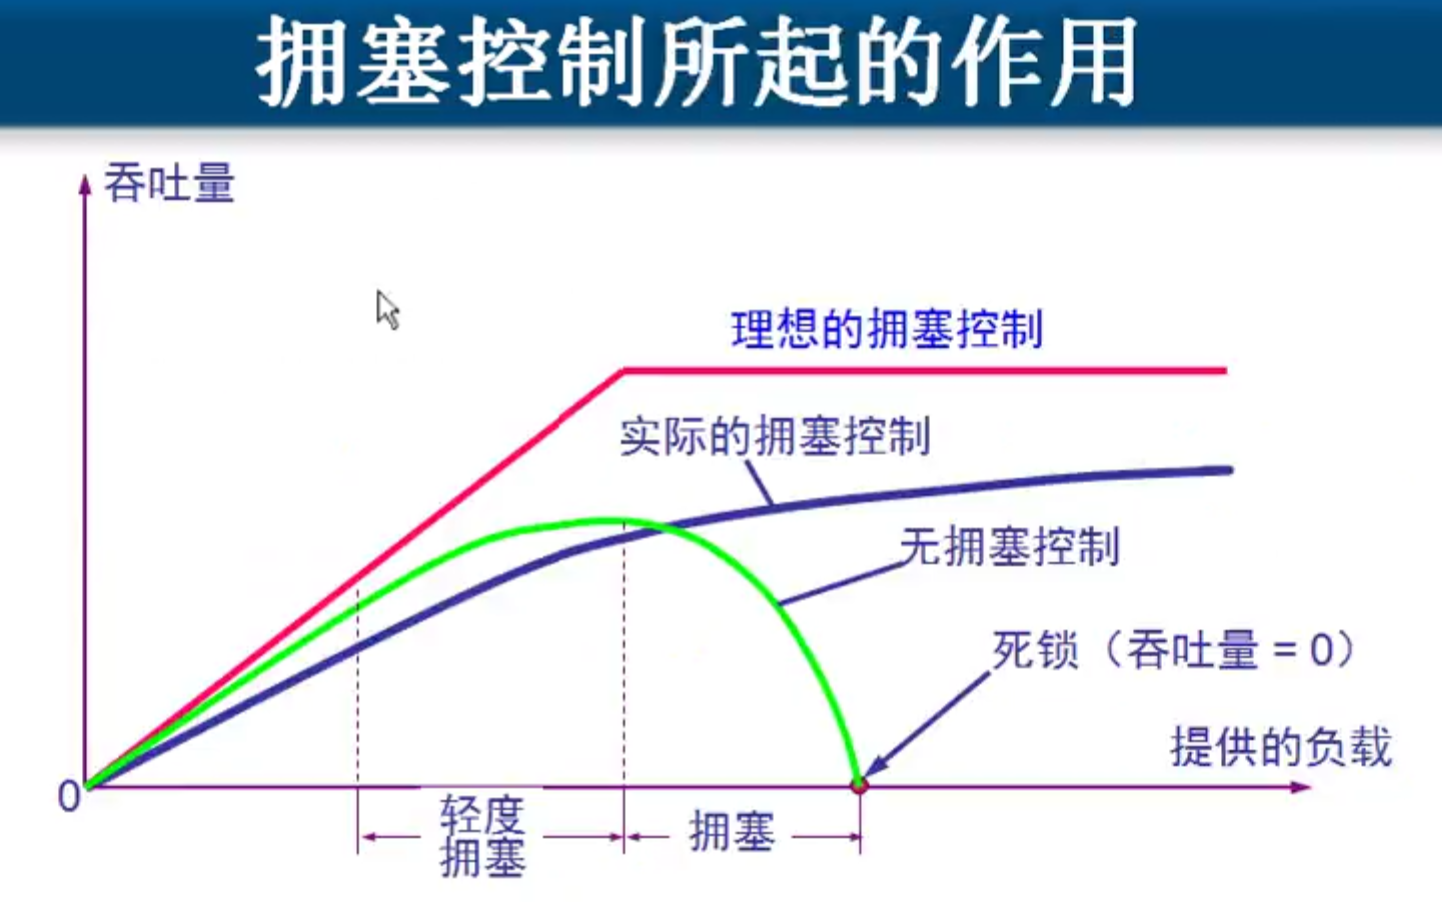 拥塞控制所起的作用
吞吐量
理想的拥塞控制
实际的拥塞控制
无拥塞控制
死锁（吞吐量 = 0）
提供的负载
0
轻度
拥塞
拥塞